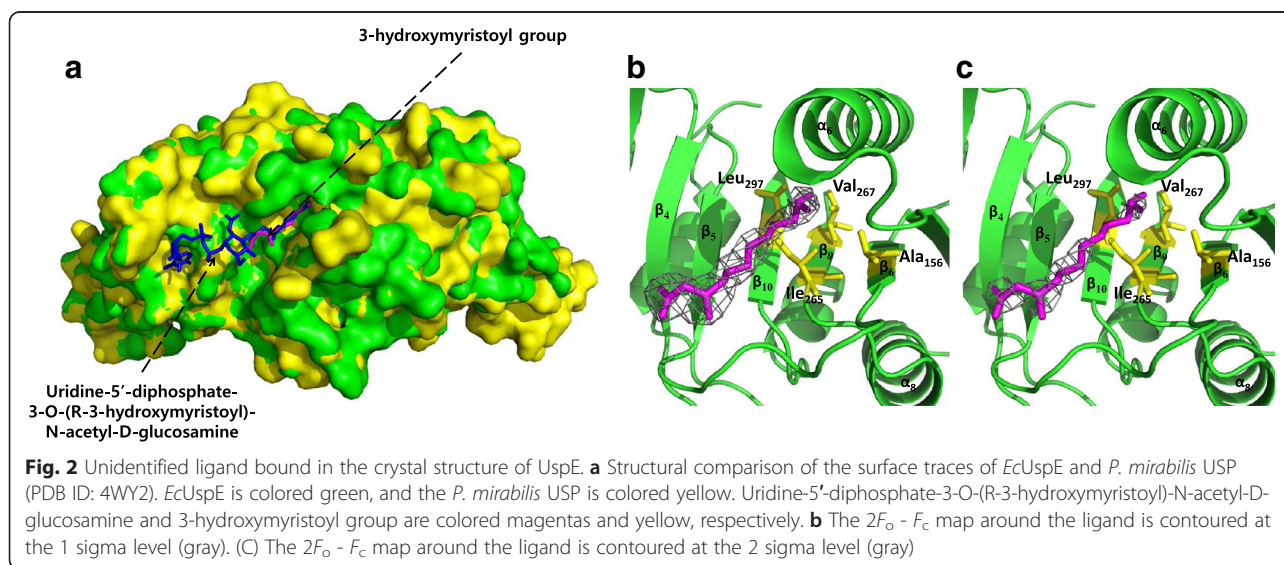 3-hydroxymyristoyl group
a
Uridine-5′-diphosphate-
3-O-(R-3-hydroxymyristoyl)-
N-acetyl-D-glucosamine
b
α6
Leu297
Val267
β4
β5
β9
β10
β6
Ala156
Ile265
α8
c
α6
Leu297
Val267
β4
β5
β9
β10
β6
Ala156
Ile265
α8
Fig. 2 Unidentified ligand bound in the crystal structure of UspE. a Structural comparison of the surface traces of EcUspE and P. mirabilis USP
(PDB ID: 4WY2). EcUspE is colored green, and the P. mirabilis USP is colored yellow. Uridine-5′-diphosphate-3-O-(R-3-hydroxymyristoyl)-N-acetyl-D-
glucosamine and 3-hydroxymyristoyl group are colored magentas and yellow, respectively. b The 2Fo - Fc map around the ligand is contoured at
the 1 sigma level (gray). (C) The 2Fo - Fc map around the ligand is contoured at the 2 sigma level (gray)